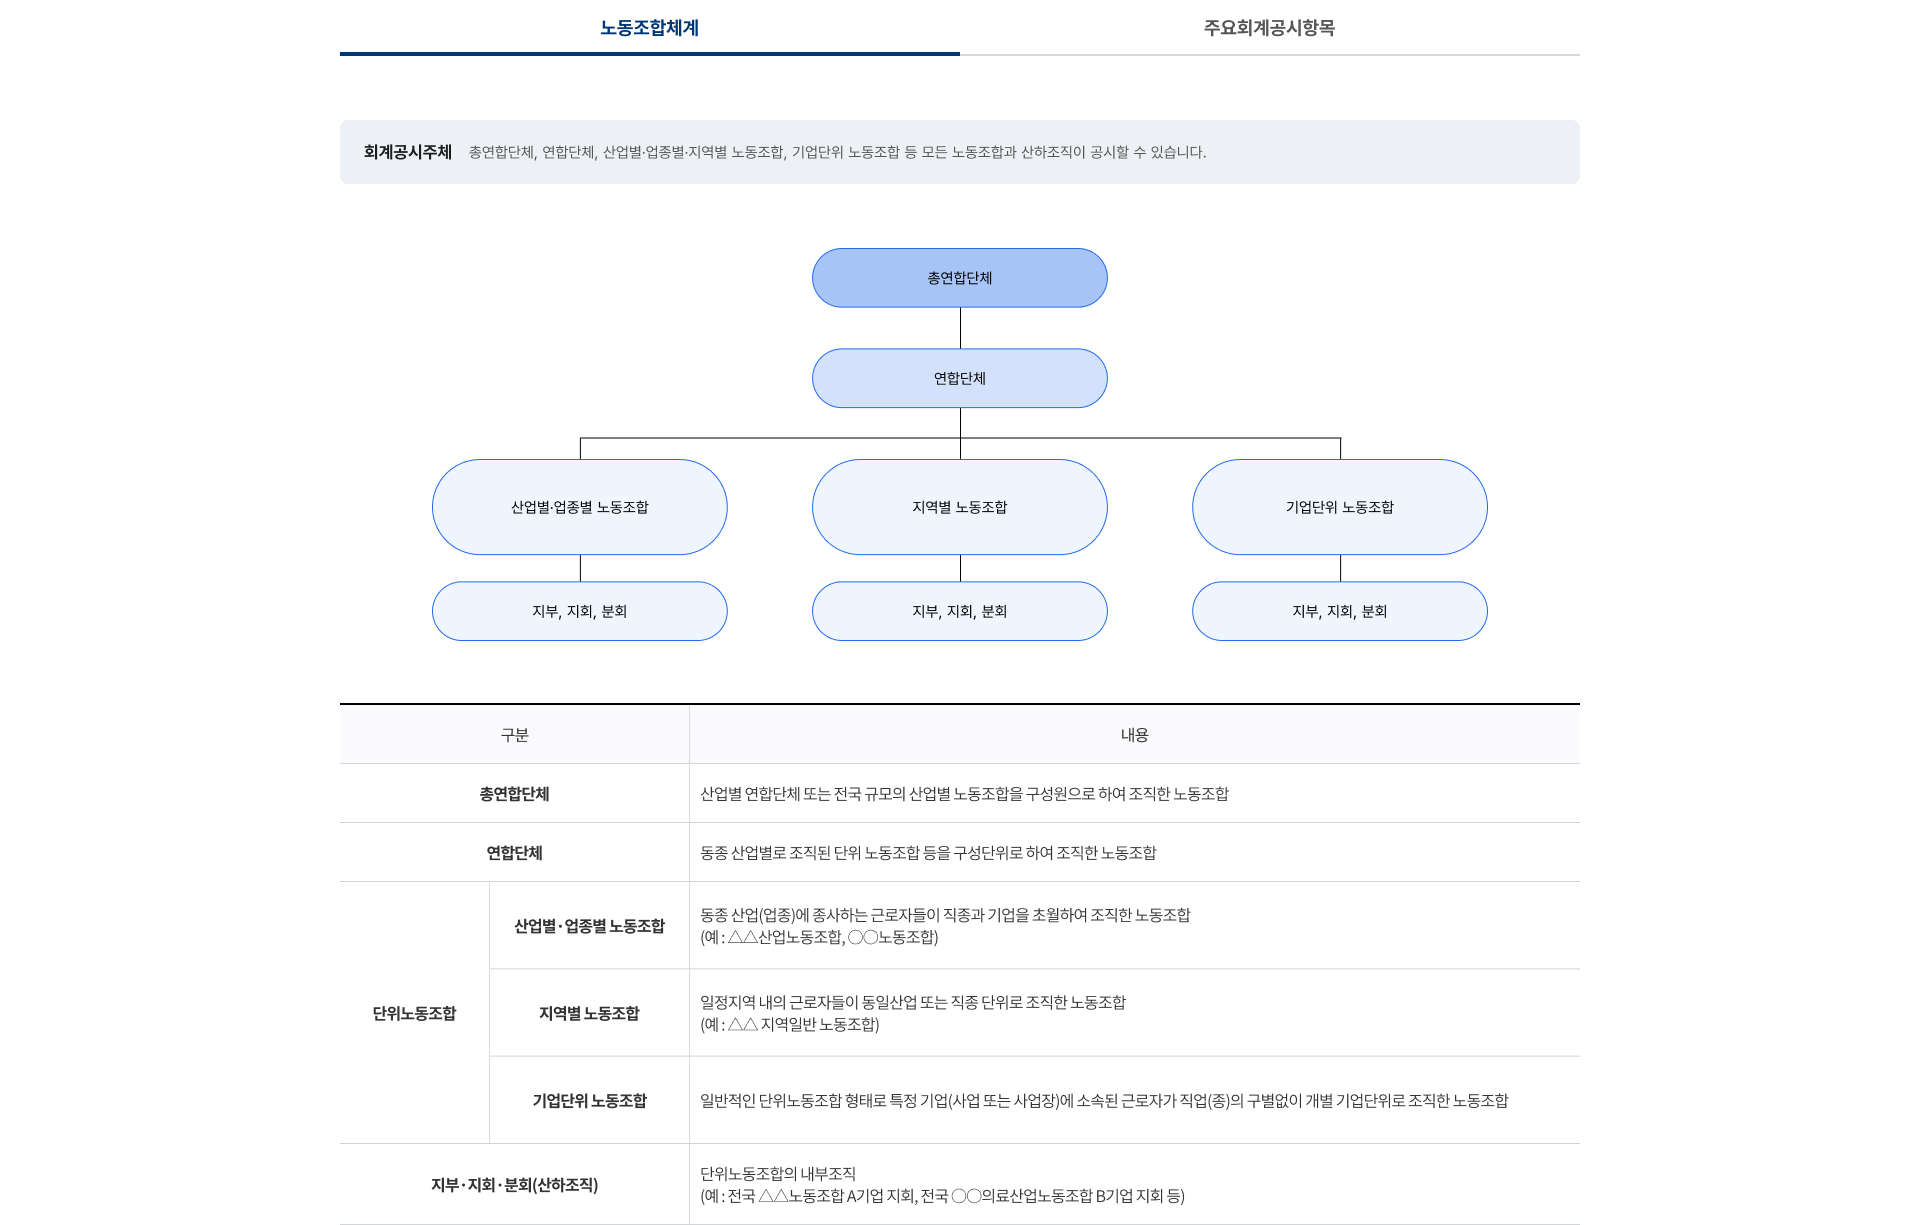 노동조합체계
주요회계공시항목
회계공시주체 총연합단체, 연합단체, 산업별·업종별·지역별 노동조합, 기업단위 노동조합 등 모든 노동조합과 산하조직이 공시할 수 있습니다.
총연합단체
연합단체
산업별·업종별 노동조합
지역별 노동조합
기업단위 노동조합
지부, 지회, 분회
지부, 지회, 분회
지부, 지회, 분회
구분
내용
총연합단체
산업별 연합단체 또는 전국 규모의 산업별 노동조합을 구성원으로 하여 조직한 노동조합
연합단체
동종 산업별로 조직된 단위 노동조합 등을 구성단위로 하여 조직한 노동조합
단위노동조합
산업별·업종별 노동조합
동종 산업(업종)에 종사하는 근로자들이 직종과 기업을 초월하여 조직한 노동조합
(예 : △△산업노동조합, ○○노동조합)
지역별 노동조합
일정지역 내의 근로자들이 동일산업 또는 직종 단위로 조직한 노동조합
(예 : △△ 지역일반 노동조합)
기업단위 노동조합
일반적인 단위노동조합 형태로 특정 기업(사업 또는 사업장)에 소속된 근로자가 직업(종)의 구별없이 개별 기업단위로 조직한 노동조합
지부·지회·분회(산하조직)
단위노동조합의 내부조직
(예 : 전국 △△노동조합 A기업 지회, 전국 ○○의료산업노동조합 B기업 지회 등)